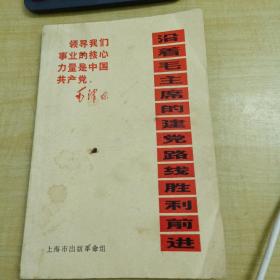 领导我们
事业的核心
力量是中国
共产党。
毛泽东
沿着毛主席的建党路线胜利前进
上海市出版革命组